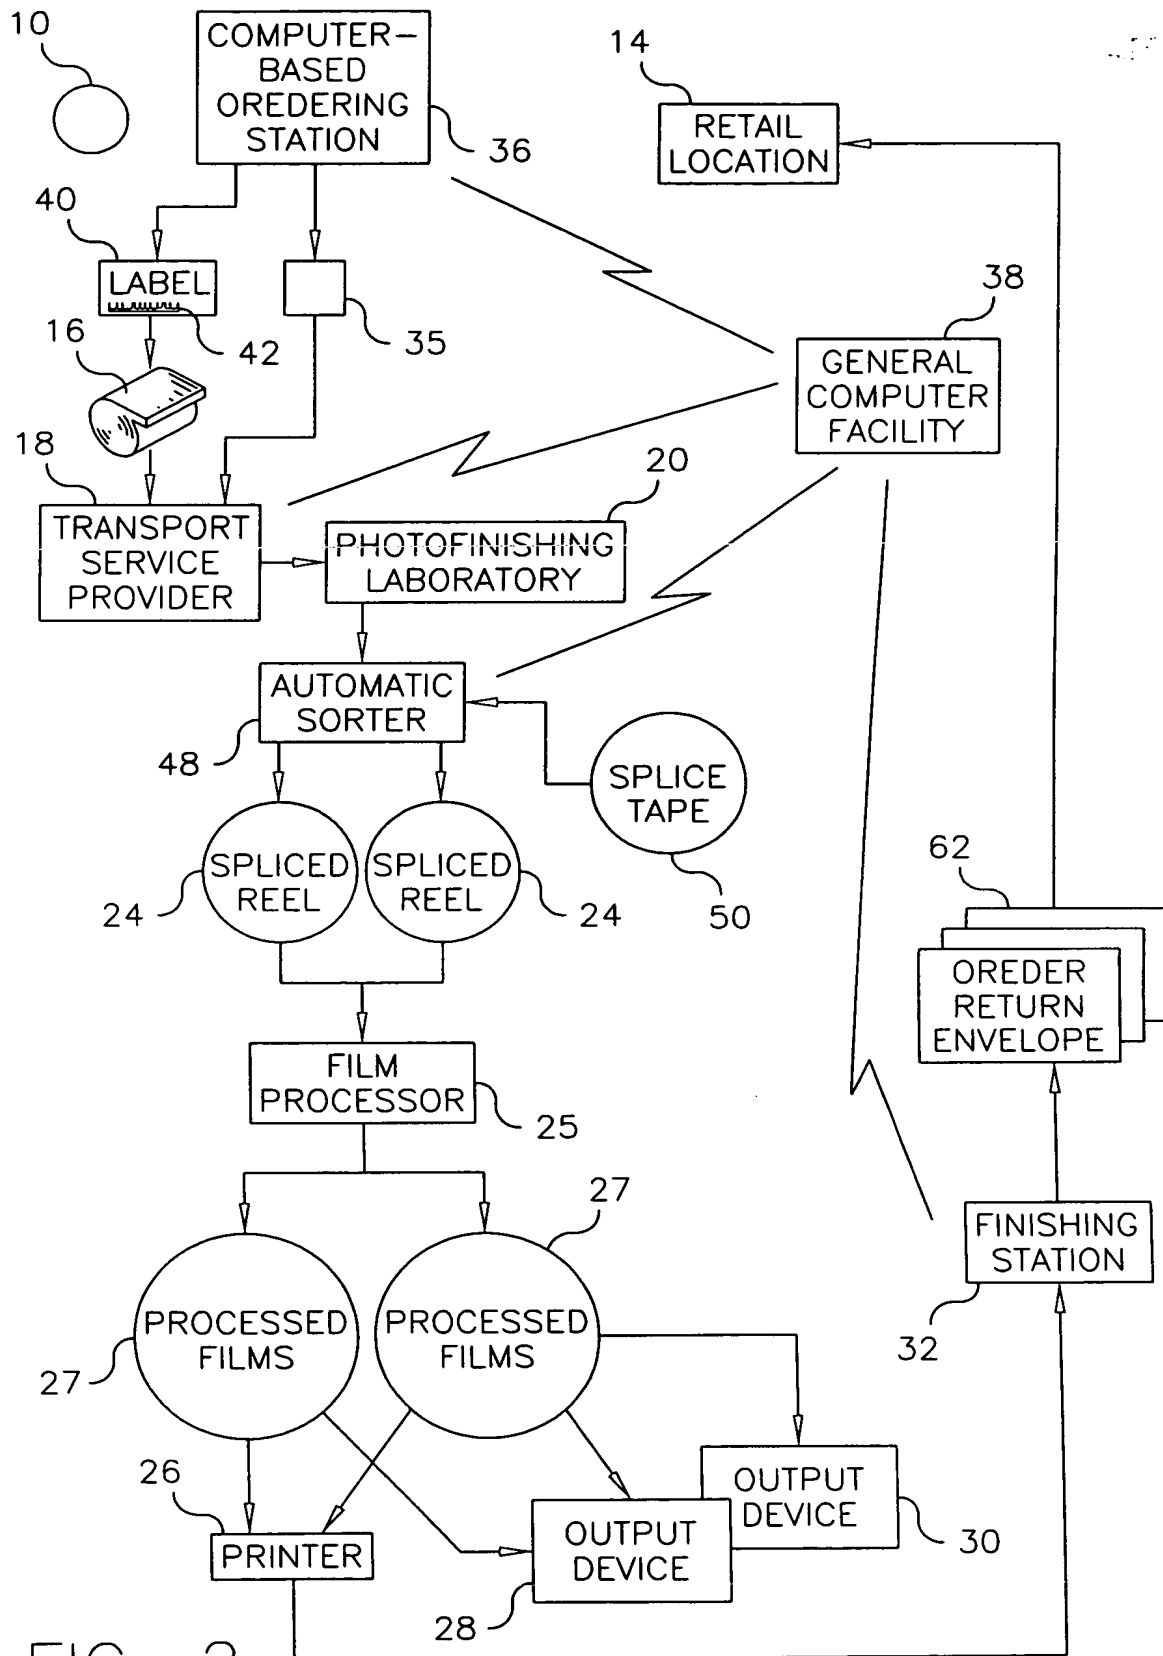 10
COMPUTER-
BASED
OREDERING
STATION
36
14
RETAIL
LOCATION
40
LABEL
42
35
16
38
GENERAL
COMPUTER
FACILITY
18
TRANSPORT
SERVICE
PROVIDER
20
PHOTOFINISHING
LABORATORY
AUTOMATIC
SORTER
48
SPLICE
TAPE
50
SPLICED
REEL
24
SPLICED
REEL
24
62
OREDER
RETURN
ENVELOPE
FILM
PROCESSOR
25
27
PROCESSED
FILMS
27
PROCESSED
FILMS
FINISHING
STATION
32
26
PRINTER
OUTPUT
DEVICE
30
OUTPUT
DEVICE
28